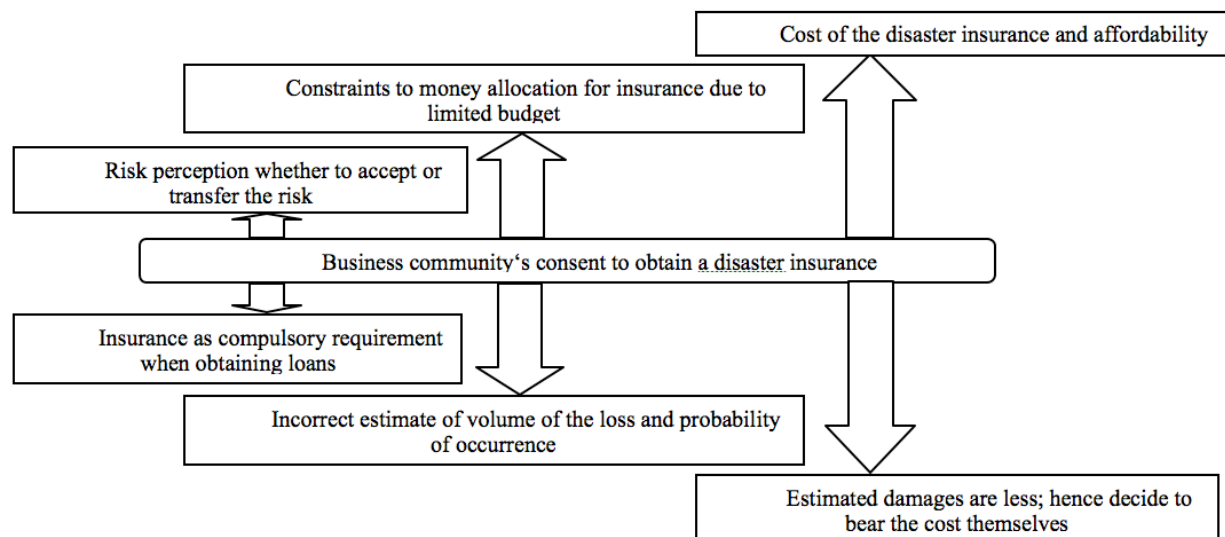 Cost of the disaster insurance and affordability
Constraints to money allocation for insurance due to
limited budget
Risk perception whether to accept or
transfer the risk
Business community‘s consent to obtain a disaster insurance
Insurance as compulsory requirement
when obtaining loans
Incorrect estimate of volume of the loss and probability
of occurrence
Estimated damages are less; hence decide to
bear the cost themselves